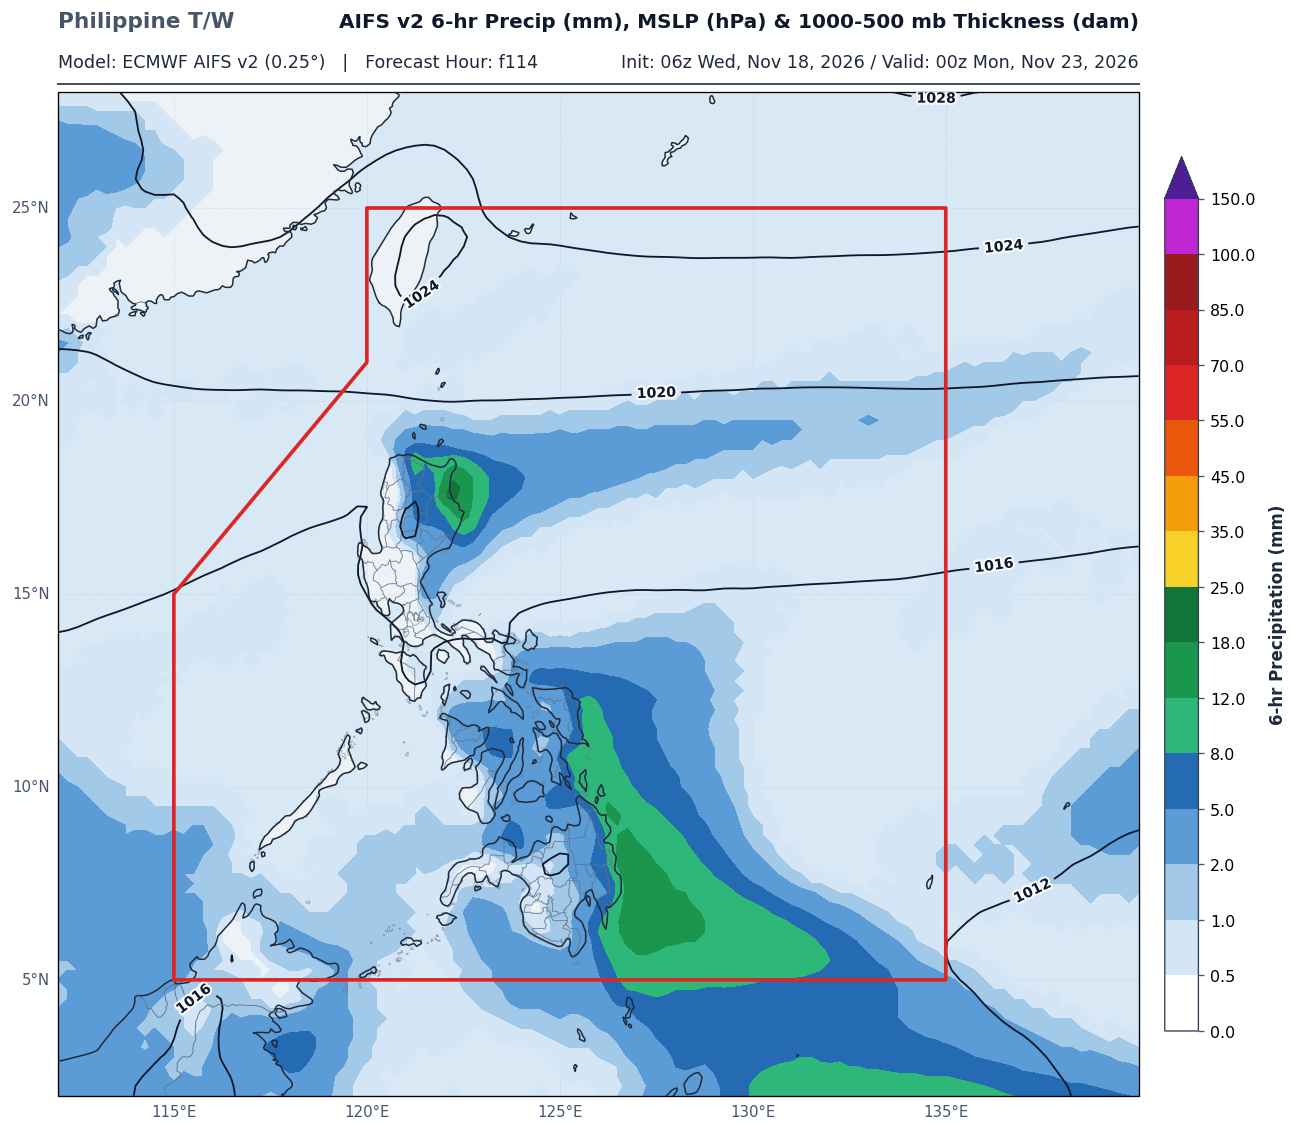 Philippine T/W
AIFS v2 6-hr Precip (mm), MSLP (hPa) & 1000-500 mb Thickness (dam)
Model: ECMWF AIFS v2 (0.25°) | Forecast Hour: f114
Init: 06z Wed, Nov 18, 2026 / Valid: 00z Mon, Nov 23, 2026
1028
25°N
1024
1024
20°N
1020
1016
15°N
10°N
1012
5°N
1016
115°E
120°E
125°E
130°E
135°E
150.0
100.0
85.0
70.0
55.0
45.0
35.0
25.0
18.0
12.0
8.0
5.0
2.0
1.0
0.5
0.0
6-hr Precipitation (mm)